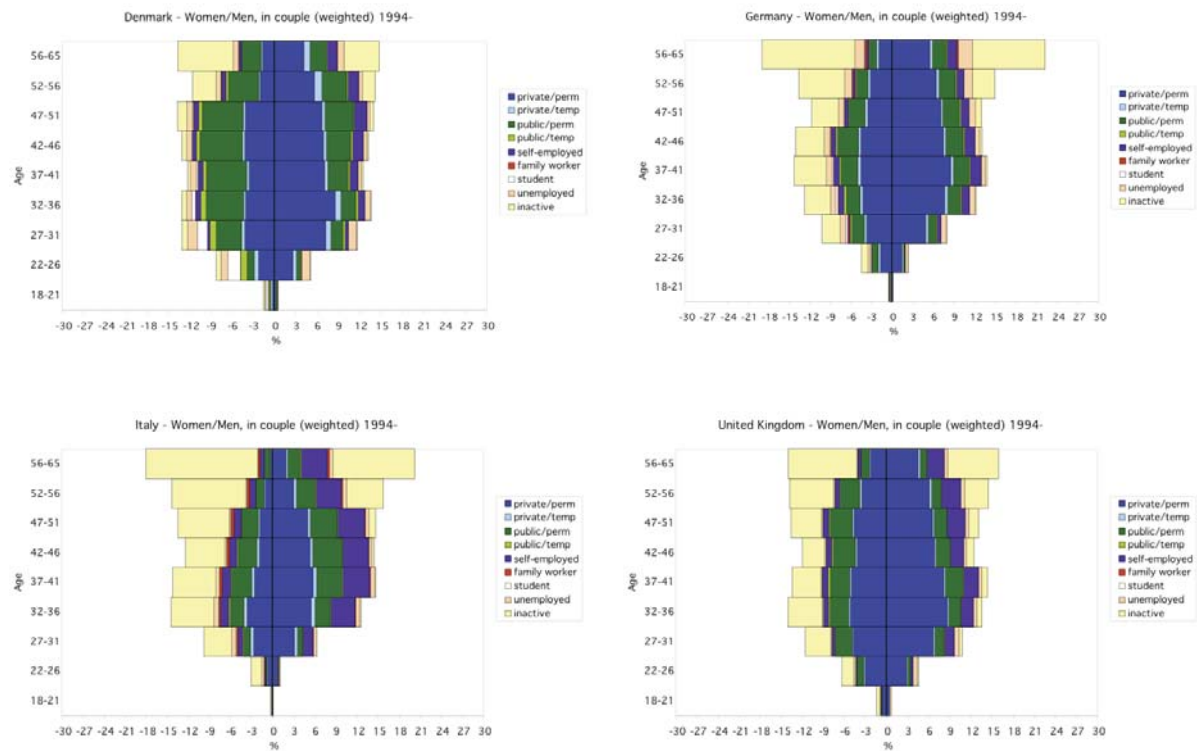 Denmark - Women/Men, in couple (weighted) 1994-
56-65
52-56
47-51
42-46
37-41
32-36
27-31
22-26
18-21
Age
-30 -27 -24 -21 -18 -15 -12 -9 -6 -3 0 3 6 9 12 15 18 21 24 27 30
%
private/perm
private/temp
public/perm
public/temp
self-employed
family worker
student
unemployed
inactive
Germany - Women/Men, in couple (weighted) 1994-
56-65
52-56
47-51
42-46
37-41
32-36
27-31
22-26
18-21
Age
-30 -27 -24 -21 -18 -15 -12 -9 -6 -3 0 3 6 9 12 15 18 21 24 27 30
%
private/perm
private/temp
public/perm
public/temp
self-employed
family worker
student
unemployed
inactive
Italy - Women/Men, in couple (weighted) 1994-
56-65
52-56
47-51
42-46
37-41
32-36
27-31
22-26
18-21
Age
-30 -27 -24 -21 -18 -15 -12 -9 -6 -3 0 3 6 9 12 15 18 21 24 27 30
%
private/perm
private/temp
public/perm
public/temp
self-employed
family worker
student
unemployed
inactive
United Kingdom - Women/Men, in couple (weighted) 1994-
56-65
52-56
47-51
42-46
37-41
32-36
27-31
22-26
18-21
Age
-30 -27 -24 -21 -18 -15 -12 -9 -6 -3 0 3 6 9 12 15 18 21 24 27 30
%
private/perm
private/temp
public/perm
public/temp
self-employed
family worker
student
unemployed
inactive